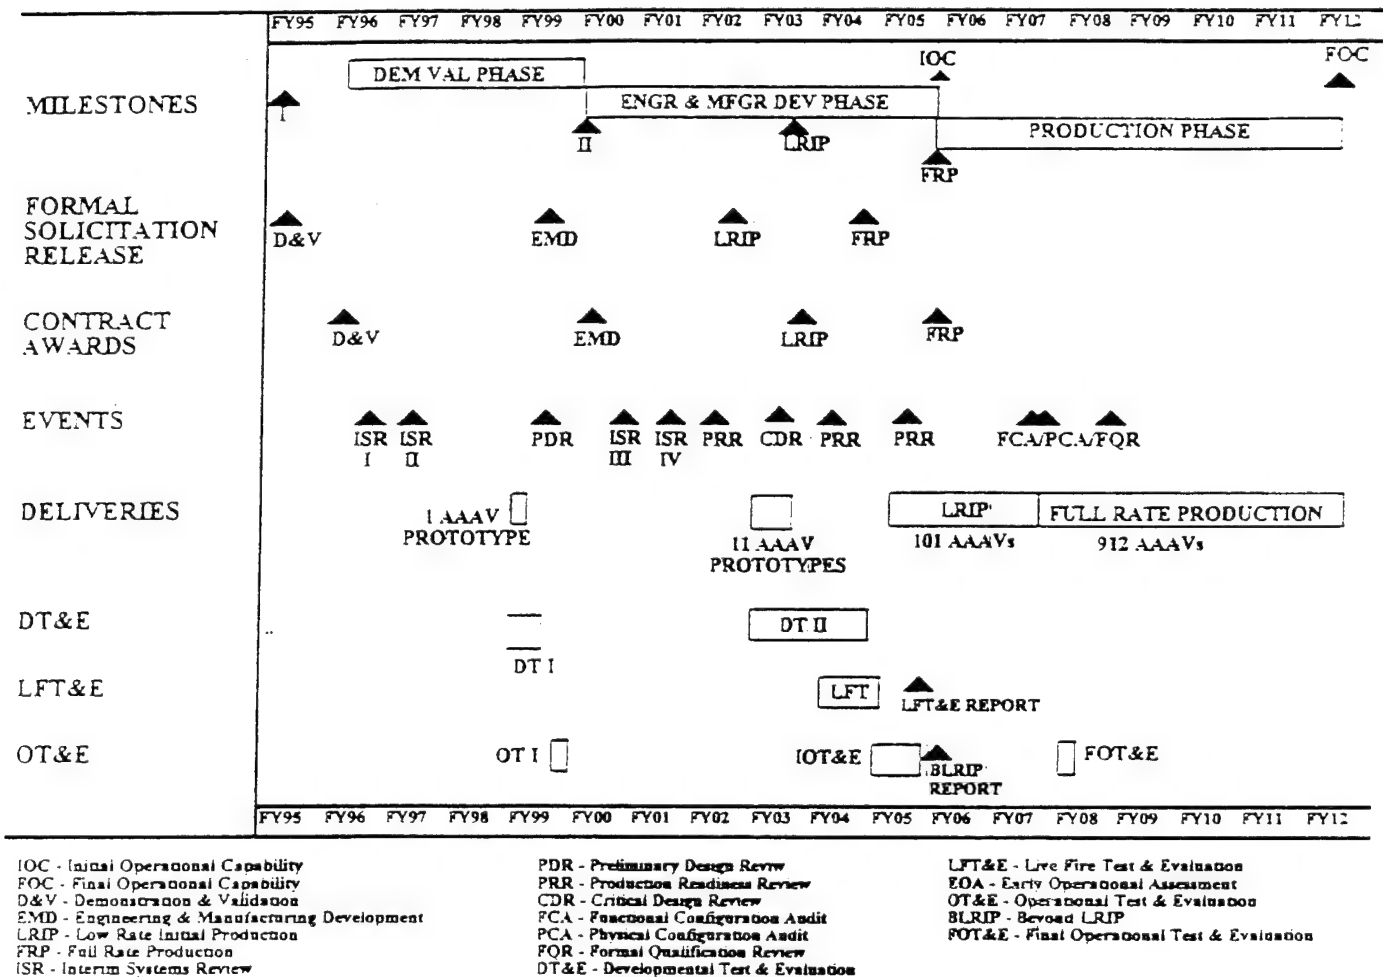 FY95 FY96 FY97 FY98 FY99 FY00 FY01 FY02 FY03 FY04 FY05 FY06 FY07 FY08 FY09 FY10 FY11 FY12
IOC FOC
DEM VAL PHASE
MILESTONES I ENGR & MFGR DEV PHASE
II LRIP PRODUCTION PHASE
FRP
FORMAL
SOLICITATION
RELEASE
D&V EMD LRIP FRP
CONTRACT
AWARDS
D&V EMD LRIP FRP
EVENTS
ISR ISR PDR ISR ISR PRR CDR PRR PRR FCA/PCA/FQR
I II III IV
DELIVERIES
1 AAAV
PROTOTYPE
11 AAAV
PROTOTYPES
LRIP FULL RATE PRODUCTION
101 AAAVs 912 AAAVs
DT&E
DT I
DT II
LFT&E
LFT
LFT&E REPORT
OT&E
OT I
IOT&E
BLRIP
REPORT
FOT&E
FY95 FY96 FY97 FY98 FY99 FY00 FY01 FY02 FY03 FY04 FY05 FY06 FY07 FY08 FY09 FY10 FY11 FY12
IOC - Initial Operational Capability
FOC - Final Operational Capability
D&V - Demonstration & Validation
EMD - Engineering & Manufacturing Development
LRIP - Low Rate Initial Production
FRP - Full Rate Production
ISR - Interim Systems Review
PDR - Preliminary Design Revrw
PRR - Production Readiness Review
CDR - Critical Design Review
FCA - Functional Configuration Audit
PCA - Physical Configuration Audit
FQR - Formal Qualification Review
DT&E - Developmental Test & Evaluation
LFT&E - Live Fire Test & Evaluation
EOA - Early Operational Assessment
OT&E - Operational Test & Evaluation
BLRIP - Beyond LRIP
FOT&E - Final Operational Test & Evaluation